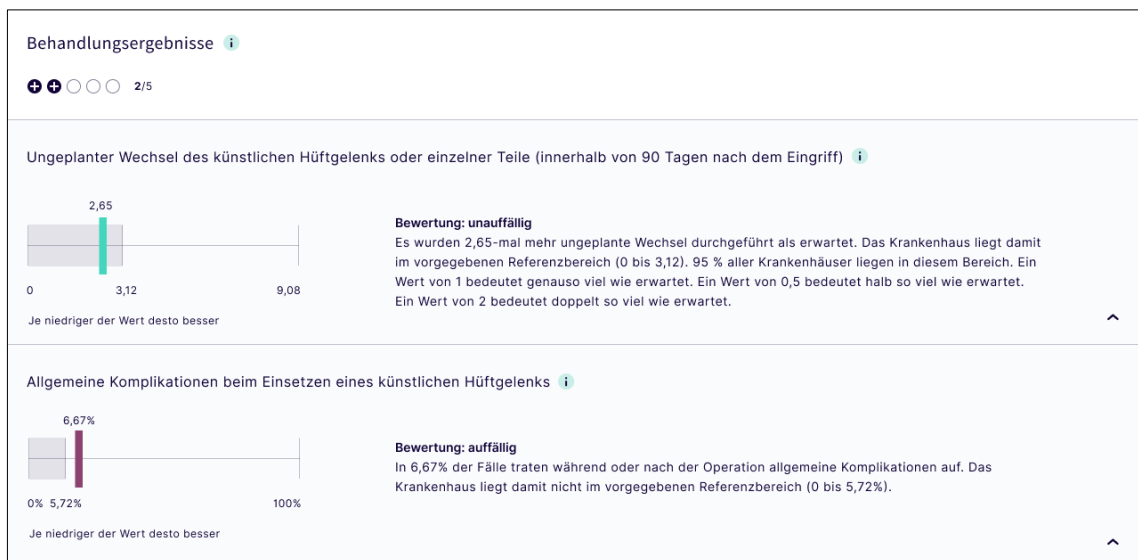 Behandlungsergebnisse i
2/5
Ungeplanter Wechsel des künstlichen Hüftgelenks oder einzelner Teile (innerhalb von 90 Tagen nach dem Eingriff) i
2,65
0 3,12 9,08
Je niedriger der Wert desto besser
Bewertung: unauffällig
Es wurden 2,65-mal mehr ungeplante Wechsel durchgeführt als erwartet. Das Krankenhaus liegt damit
im vorgegebenen Referenzbereich (0 bis 3,12). 95 % aller Krankenhäuser liegen in diesem Bereich. Ein
Wert von 1 bedeutet genauso viel wie erwartet. Ein Wert von 0,5 bedeutet halb so viel wie erwartet.
Ein Wert von 2 bedeutet doppelt so viel wie erwartet.
Allgemeine Komplikationen beim Einsetzen eines künstlichen Hüftgelenks i
6,67%
0% 5,72% 100%
Je niedriger der Wert desto besser
Bewertung: auffällig
In 6,67% der Fälle traten während oder nach der Operation allgemeine Komplikationen auf. Das
Krankenhaus liegt damit nicht im vorgegebenen Referenzbereich (0 bis 5,72%).